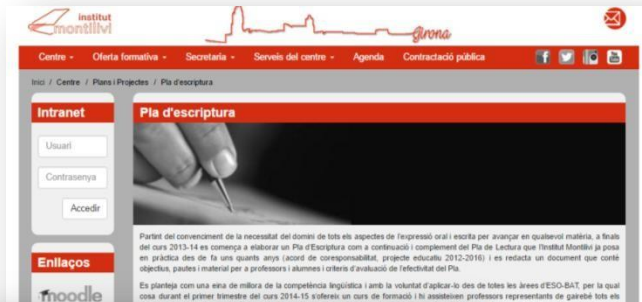 institut
montilivi
Girona
Centre Oferta formativa Secretaria Serveis del centre Agenda Contractació pública
Inici / Centre / Plans i Projectes / Pla d'escriptura
Intranet
Usuari
Contrasenya
Accedir
Enllaços
moodle
Pla d'escriptura
Partint del convenciment de la necessitat del domini de tots els aspectes de l'expressió oral i escrita per avançar en qualsevol matèria, a finals
del curs 2013-14 es comença a elaborar un Pla d'Escriptura com a continuació i complement del Pla de Lectura que l'Institut Montilivi ja posa
en pràctica des de fa uns quants anys (acord de coresponsabilitat, projecte educatiu 2012-2016) i es redacta un document que conté
objectius, pautes i material per a professors i alumnes i criteris d'avaluació de l'efectivitat del Pla.
Es planteja com una eina de millora de la competència lingüística i amb la voluntat d'aplicar-lo des de totes les àrees d'ESO-BAT, per la qual
cosa durant el primer trimestre del curs 2014-15 s'ofereix un curs de formació i hi assisteixen professors representants de gairebé tots els